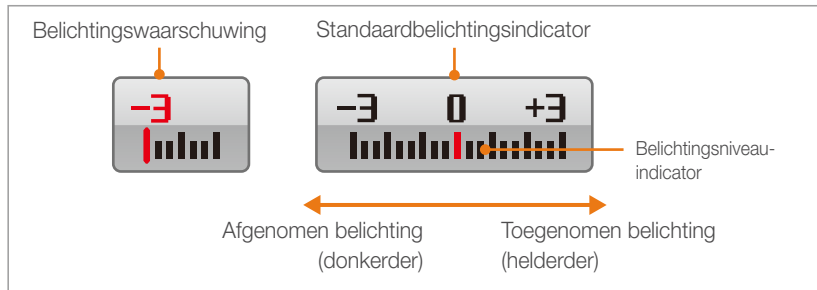 Belichtingswaarschuwing
Standaardbelichtingsindicator
-3
-3 0 +3
Belichtingsniveau-
indicator
Afgenomen belichting
(donkerder)
Toegenomen belichting
(helderder)